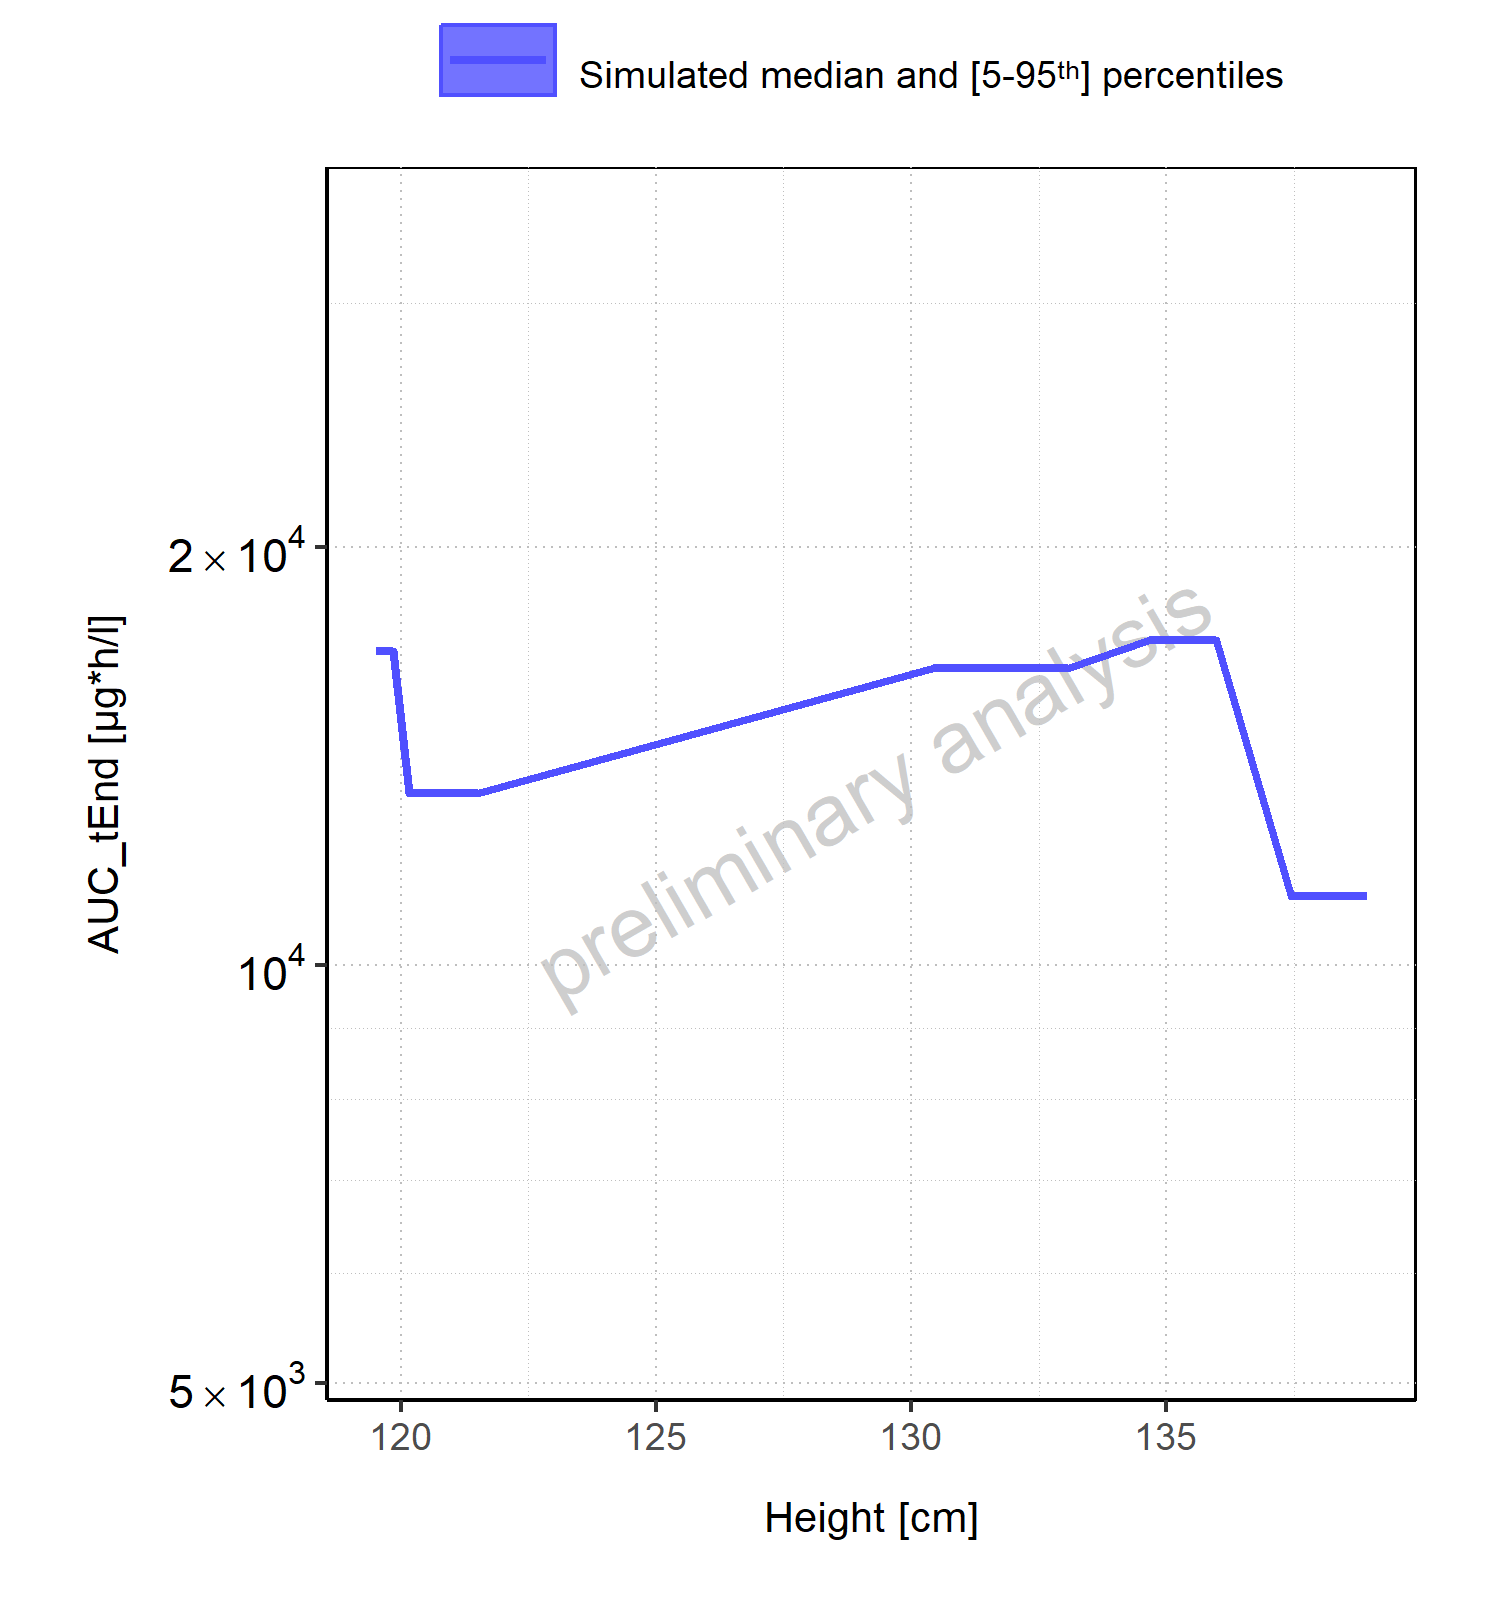 Simulated median and [5-95ᵗʰ] percentiles
2 × 10⁴
10⁴
5 × 10³
AUC_tEnd [µg*h/l]
preliminary analysis
120 125 130 135
Height [cm]